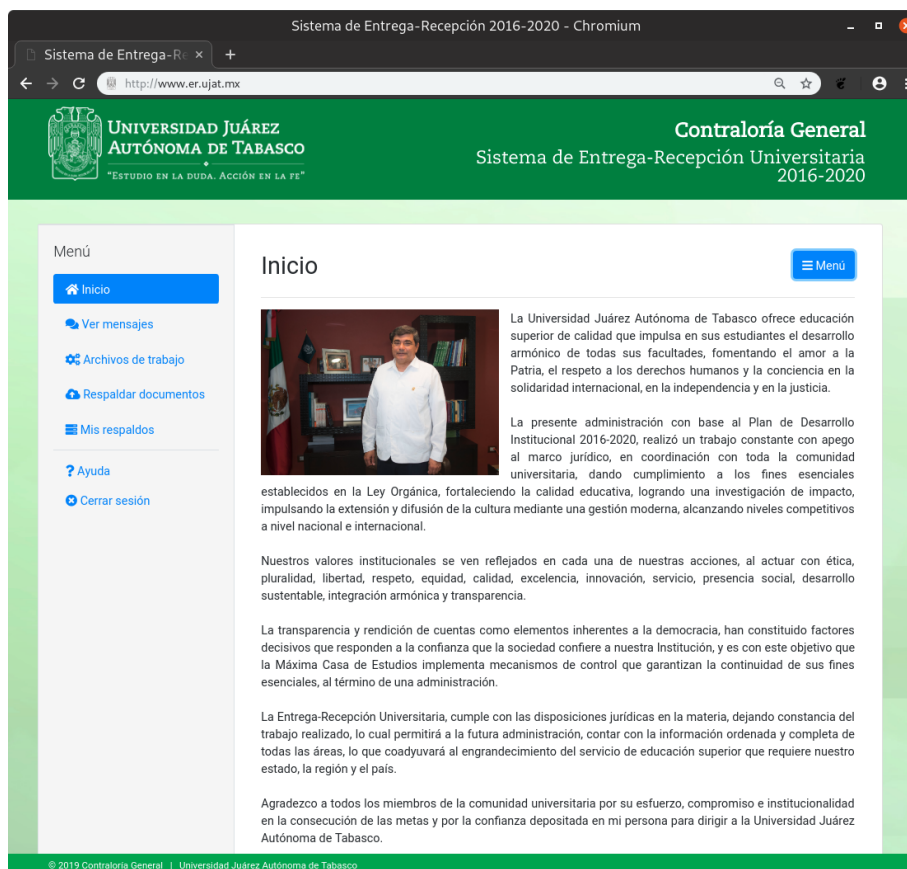 Sistema de Entrega-Recepción 2016-2020 - Chromium
Sistema de Entrega-Re
http://www.er.ujat.mx
Universidad Juárez
Autónoma de Tabasco
"Estudio en la duda. Acción en la fe"
Contraloría General
Sistema de Entrega-Recepción Universitaria
2016-2020
Menú
Inicio
Ver mensajes
Archivos de trabajo
Respaldar documentos
Mis respaldos
Ayuda
Cerrar sesión
Inicio
Menú
La Universidad Juárez Autónoma de Tabasco ofrece educación
superior de calidad que impulsa en sus estudiantes el desarrollo
armónico de todas sus facultades, fomentando el amor a la
Patria, el respeto a los derechos humanos y la conciencia en la
solidaridad internacional, en la independencia y en la justicia.
La presente administración con base al Plan de Desarrollo
Institucional 2016-2020, realizó un trabajo constante con apego
al marco jurídico, en coordinación con toda la comunidad
universitaria, dando cumplimiento a los fines esenciales
establecidos en la Ley Orgánica, fortaleciendo la calidad educativa, logrando una investigación de impacto,
impulsando la extensión y difusión de la cultura mediante una gestión moderna, alcanzando niveles competitivos
a nivel nacional e internacional.
Nuestros valores institucionales se ven reflejados en cada una de nuestras acciones, al actuar con ética,
pluralidad, libertad, respeto, equidad, calidad, excelencia, innovación, servicio, presencia social, desarrollo
sustentable, integración armónica y transparencia.
La transparencia y rendición de cuentas como elementos inherentes a la democracia, han constituido factores
decisivos que responden a la confianza que la sociedad confiere a nuestra Institución, y es con este objetivo que
la Máxima Casa de Estudios implementa mecanismos de control que garantizan la continuidad de sus fines
esenciales, al término de una administración.
La Entrega-Recepción Universitaria, cumple con las disposiciones jurídicas en la materia, dejando constancia del
trabajo realizado, lo cual permitirá a la futura administración, contar con la información ordenada y completa de
todas las áreas, lo que coadyuvará al engrandecimiento del servicio de educación superior que requiere nuestro
estado, la región y el país.
Agradezco a todos los miembros de la comunidad universitaria por su esfuerzo, compromiso e institucionalidad
en la consecución de las metas y por la confianza depositada en mi persona para dirigir a la Universidad Juárez
Autónoma de Tabasco.
© 2019 Contraloría General | Universidad Juárez Autónoma de Tabasco